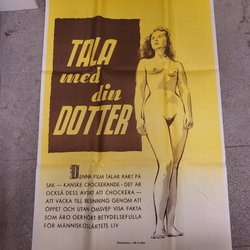 TALA
med
din
DOTTER
DENNA FILM TALAR RAKT PÅ
SAK — KANSKE CHOCKERANDE · DET ÄR
OCKSÅ DESS AVSIKT ATT CHOCKERA —
ATT VÄCKA TILL BESINNING GENOM ATT
ÖPPET OCH UTAN OMSVEP VISA FAKTA
SOM ÄRO OERHÖRT BETYDELSEFULLA
FÖR MÄNNISKOSLÄKTETS LIV